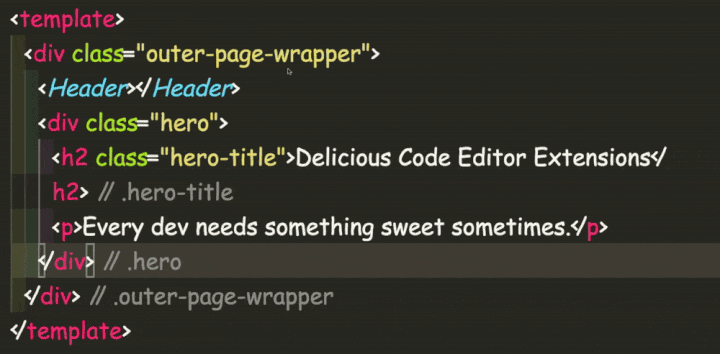 <template>
<div class="outer-page-wrapper">
<Header></Header>
<div class="hero">
<h2 class="hero-title">Delicious Code Editor Extensions</
h2> // .hero-title
<p>Every dev needs something sweet sometimes.</p>
</div> // .hero
</div> // .outer-page-wrapper
</template>